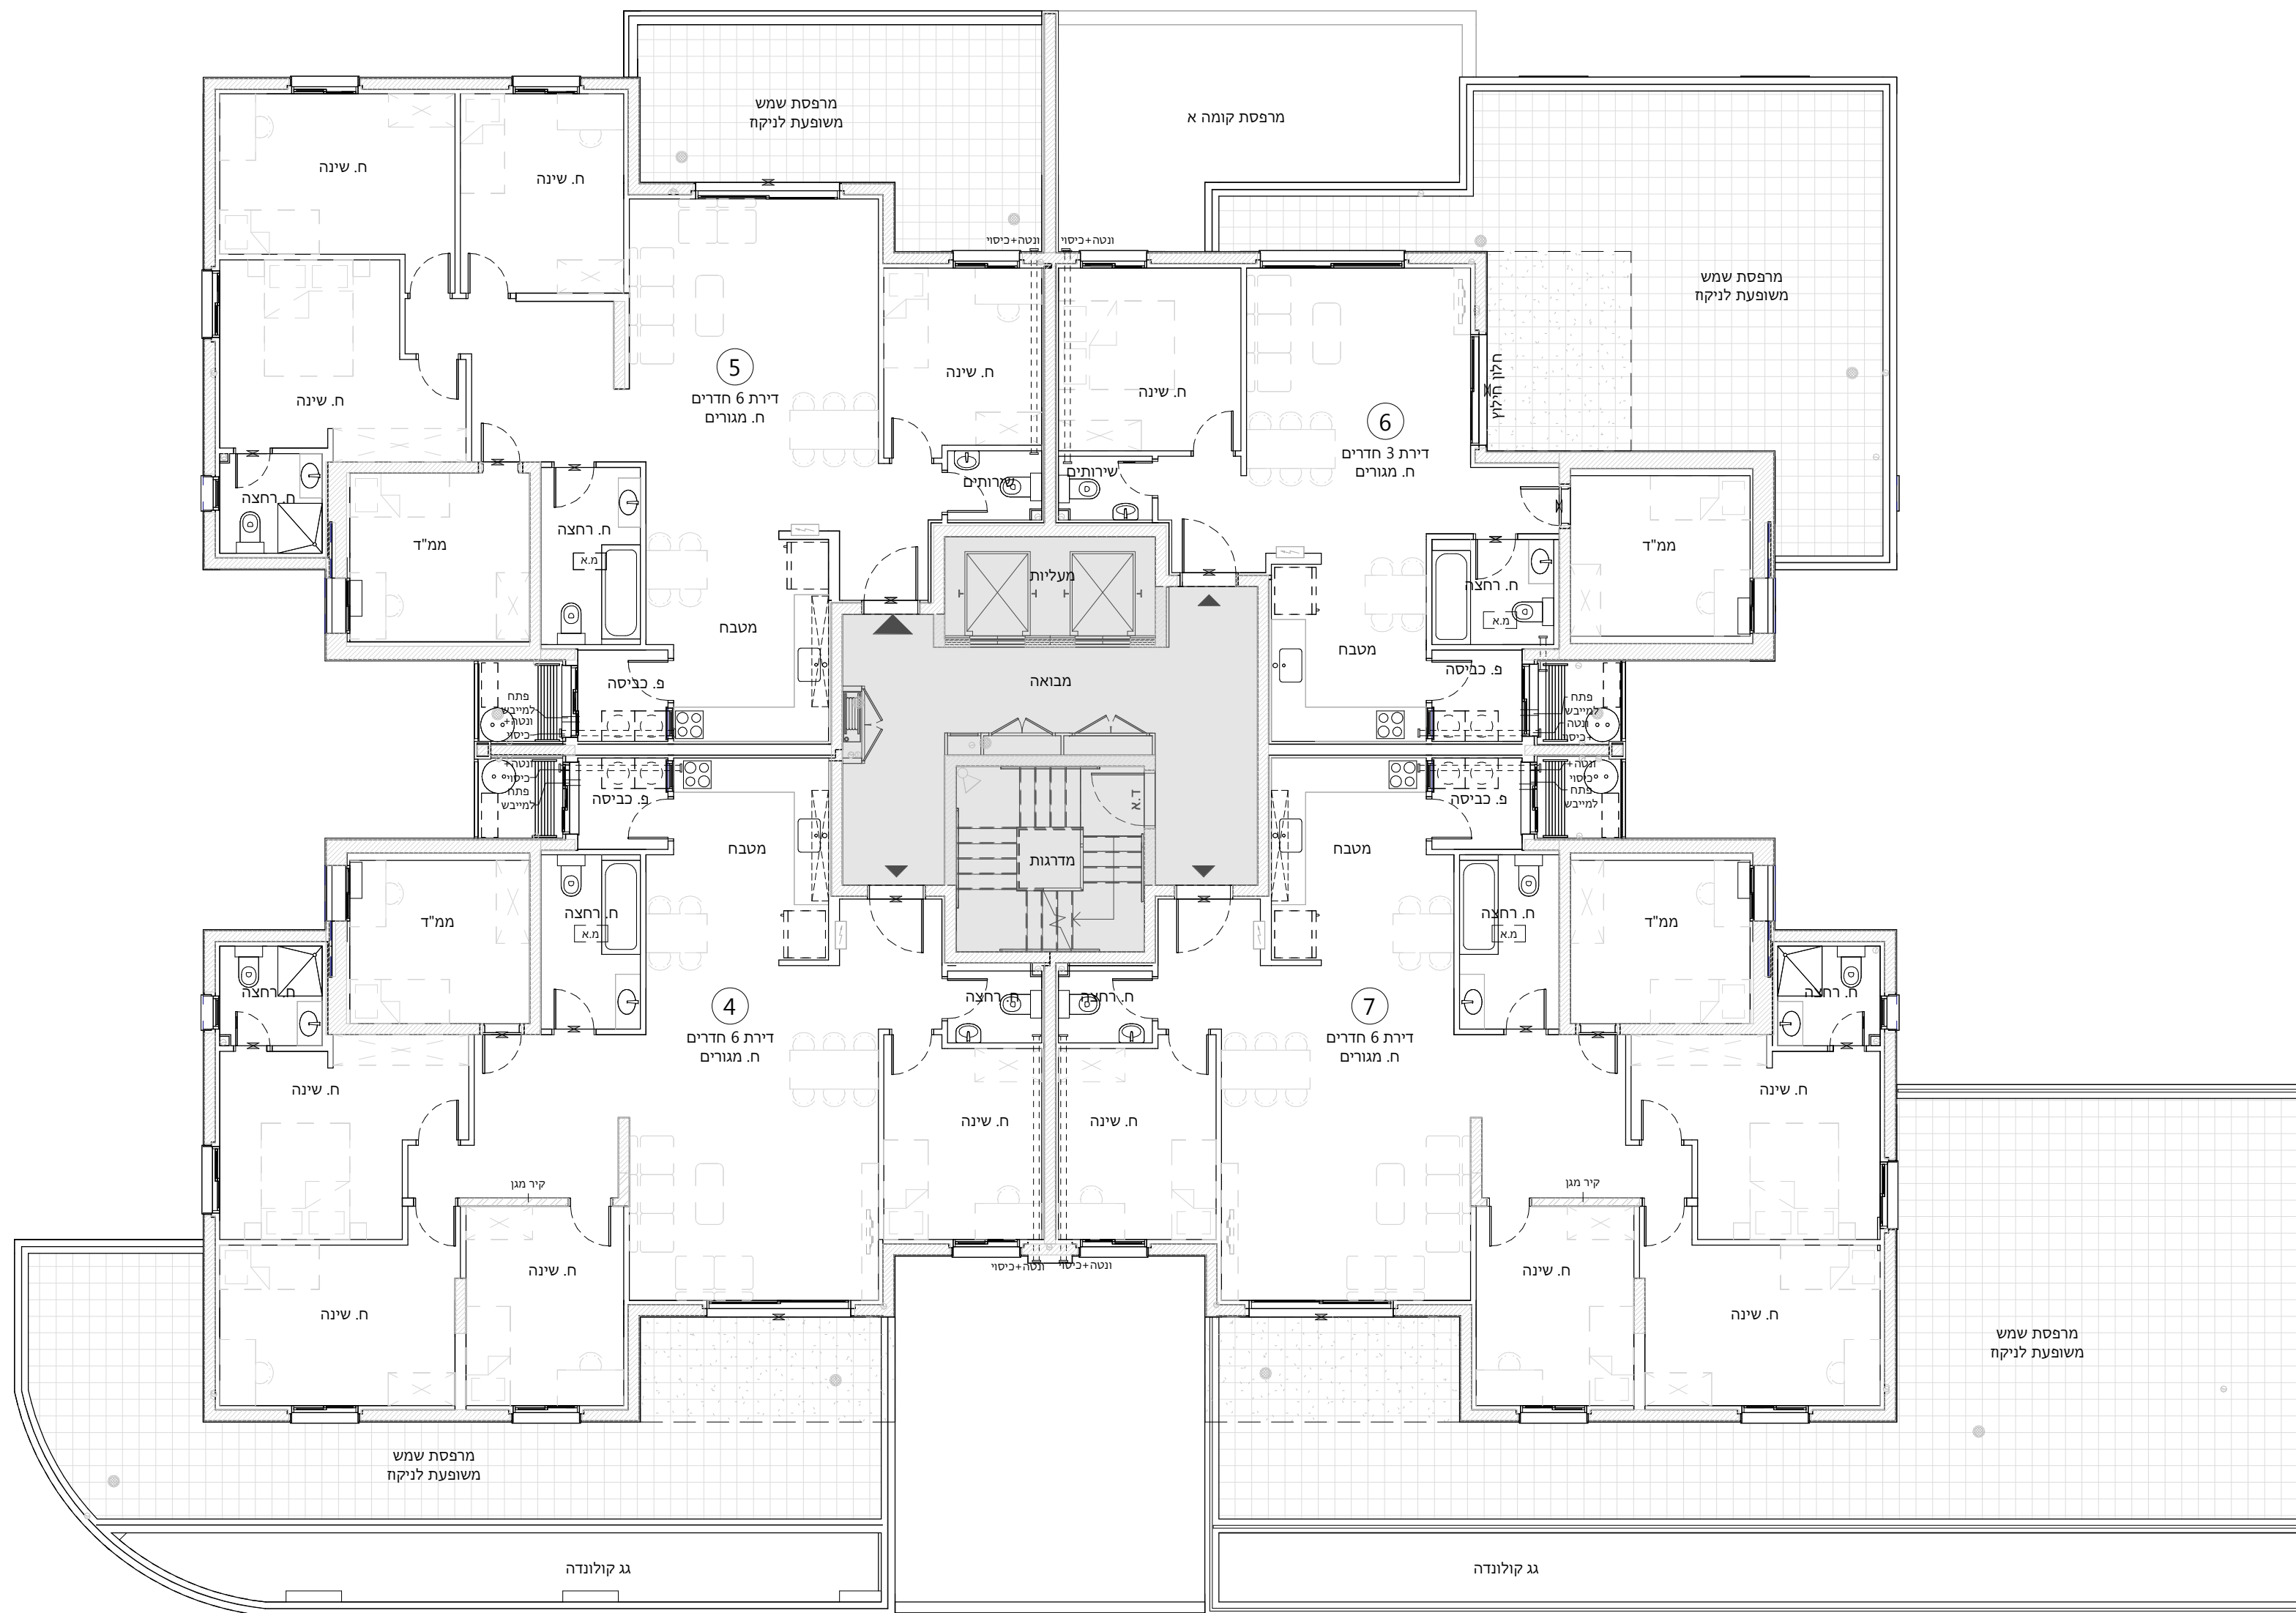 מרפסת שמש
משופעת לניקוז
מרפסת קומה א
ח. שינה
ח. שינה
ונטה+כיסוי
ונטה+כיסוי
מרפסת שמש
משופעת לניקוז
5
דירת 6 חדרים
ח. מגורים
ח. שינה
ח. שינה
ח. שינה
חלון חילוץ
6
דירת 3 חדרים
ח. מגורים
ח. רחצה
שירותים
שירותים
ממ"ד
ח. רחצה
מ.א
מעליות
ח. רחצה
מ.א
ממ"ד
מטבח
מטבח
פ. כביסה
מבואה
פ. כביסה
פתח
למייבש
ונטה+
כיסוי
פתח
למייבש
ונטה
+כיסוי
ונטה+
כיסוי
פתח
למייבש
פ. כביסה
ד.א
פ. כביסה
ונטה+
כיסוי
פתח
למייבש
מטבח
מדרגות
מטבח
ממ"ד
ח. רחצה
מ.א
ח. רחצה
מ.א
ממ"ד
ח. רחצה
ח. רחצה
ח. רחצה
ח. רחצה
4
דירת 6 חדרים
ח. מגורים
7
דירת 6 חדרים
ח. מגורים
ח. שינה
ח. שינה
ח. שינה
ח. שינה
קיר מגן
קיר מגן
ח. שינה
ח. שינה
ונטה+כיסוי
ונטה+כיסוי
ח. שינה
ח. שינה
מרפסת שמש
משופעת לניקוז
מרפסת שמש
משופעת לניקוז
גג קולונדה
גג קולונדה